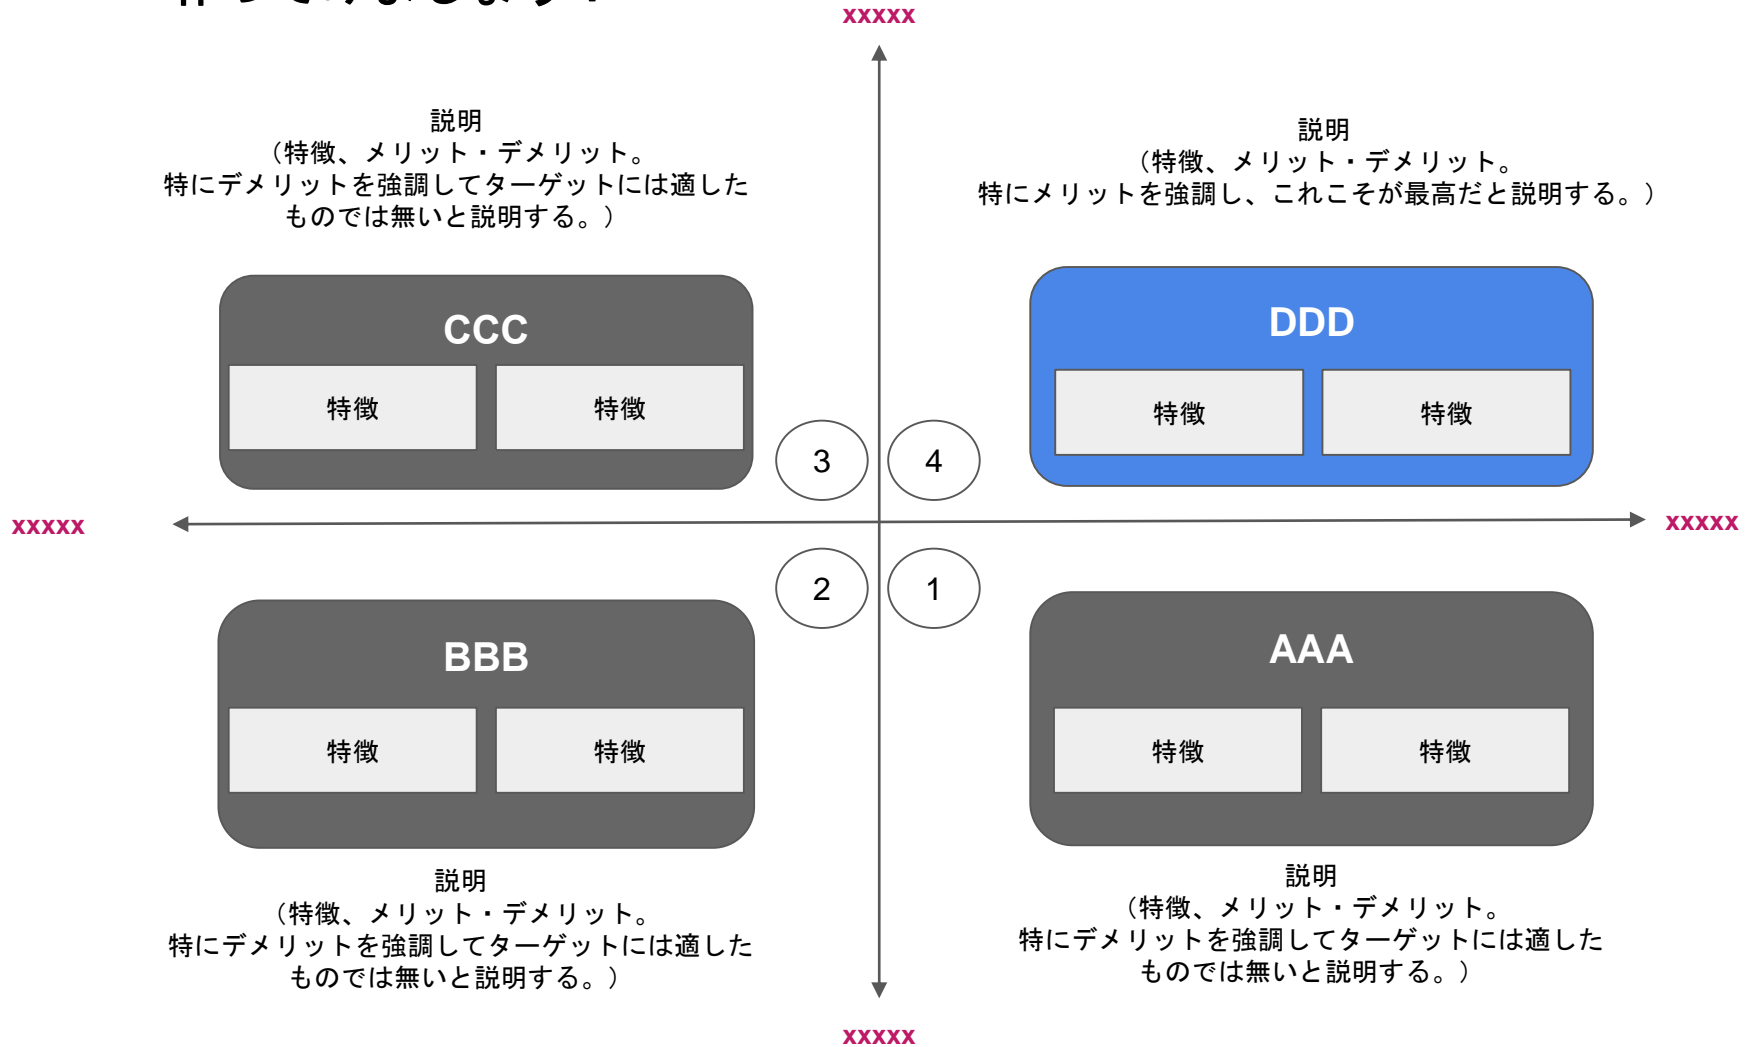 xxxxx
説明
（特徴、メリット・デメリット。
特にデメリットを強調してターゲットには適した
ものでは無いと説明する。）
説明
（特徴、メリット・デメリット。
特にメリットを強調し、これこそが最高だと説明する。）
CCC
特徴 特徴
DDD
特徴 特徴
3 4
xxxxx xxxxx
2 1
BBB
特徴 特徴
説明
（特徴、メリット・デメリット。
特にデメリットを強調してターゲットには適した
ものでは無いと説明する。）
AAA
特徴 特徴
説明
（特徴、メリット・デメリット。
特にデメリットを強調してターゲットには適した
ものでは無いと説明する。）
xxxxx